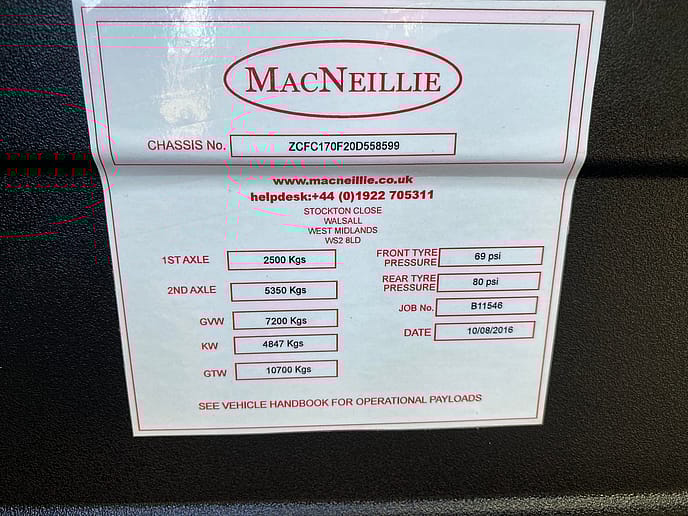 MACNEILLIE
CHASSIS No. ZCFC170F20D558599
www.macneillie.co.uk
helpdesk:+44 (0)1922 705311
STOCKTON CLOSE
WALSALL
WEST MIDLANDS
WS2 8LD
1ST AXLE 2500 Kgs
2ND AXLE 5350 Kgs
GVW 7200 Kgs
KW 4847 Kgs
GTW 10700 Kgs
FRONT TYRE
PRESSURE 69 psi
REAR TYRE
PRESSURE 80 psi
JOB No. B11546
DATE 10/08/2016
SEE VEHICLE HANDBOOK FOR OPERATIONAL PAYLOADS